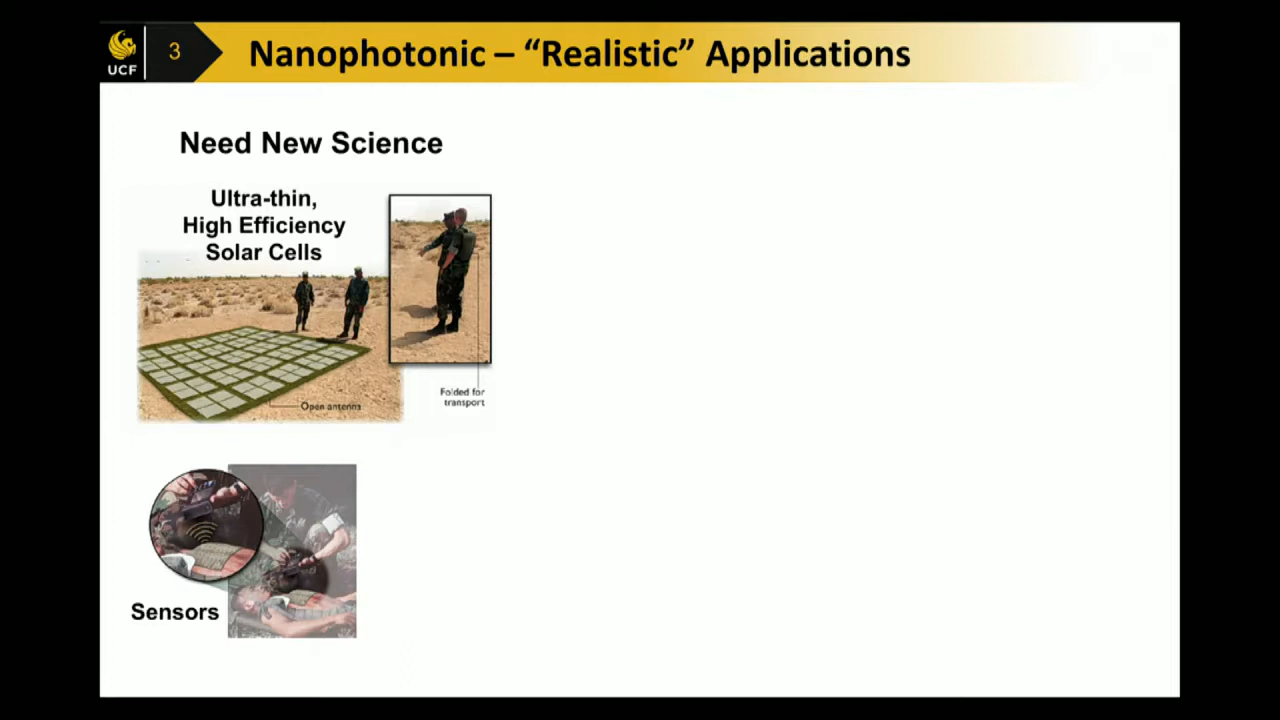 UCF
3
Nanophotonic – “Realistic” Applications
Need New Science
Ultra-thin,
High Efficiency
Solar Cells
Open antenna
Folded for
transport
Sensors